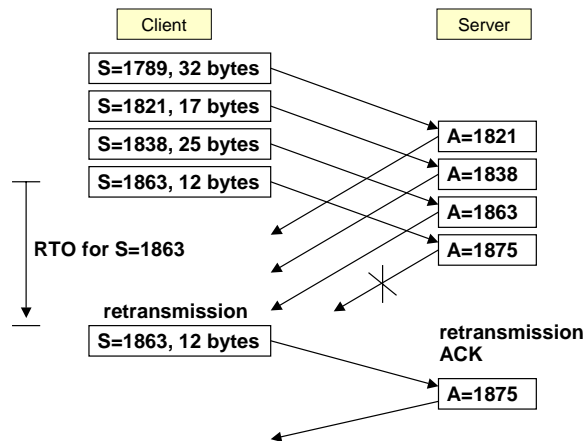 Client
Server
S=1789, 32 bytes
S=1821, 17 bytes
S=1838, 25 bytes
S=1863, 12 bytes
A=1821
A=1838
A=1863
A=1875
RTO for S=1863
retransmission
S=1863, 12 bytes
retransmission
ACK
A=1875